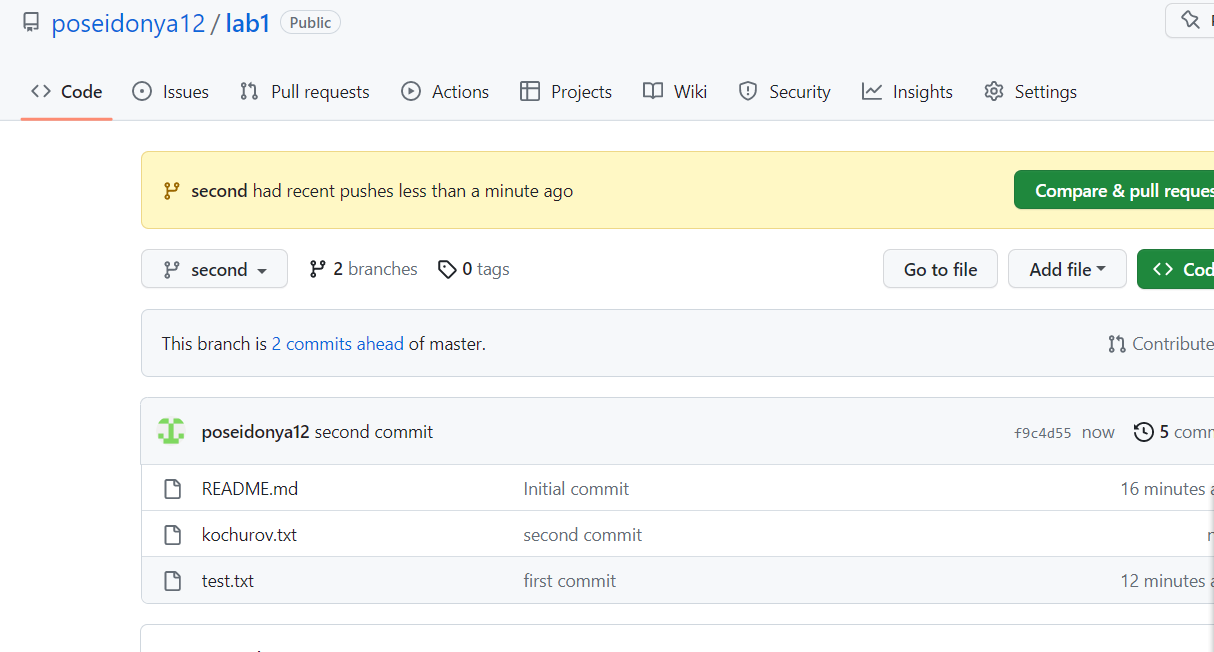 poseidonya12 / lab1 Public
Code Issues Pull requests Actions Projects Wiki Security Insights Settings
second had recent pushes less than a minute ago Compare & pull
second 2 branches 0 tags Go to file Add file
This branch is 2 commits ahead of master. Contribute
poseidonya12 second commit f9c4d55 now 5
README.md Initial commit 16 minutes
kochurov.txt second commit
test.txt first commit 12 minutes